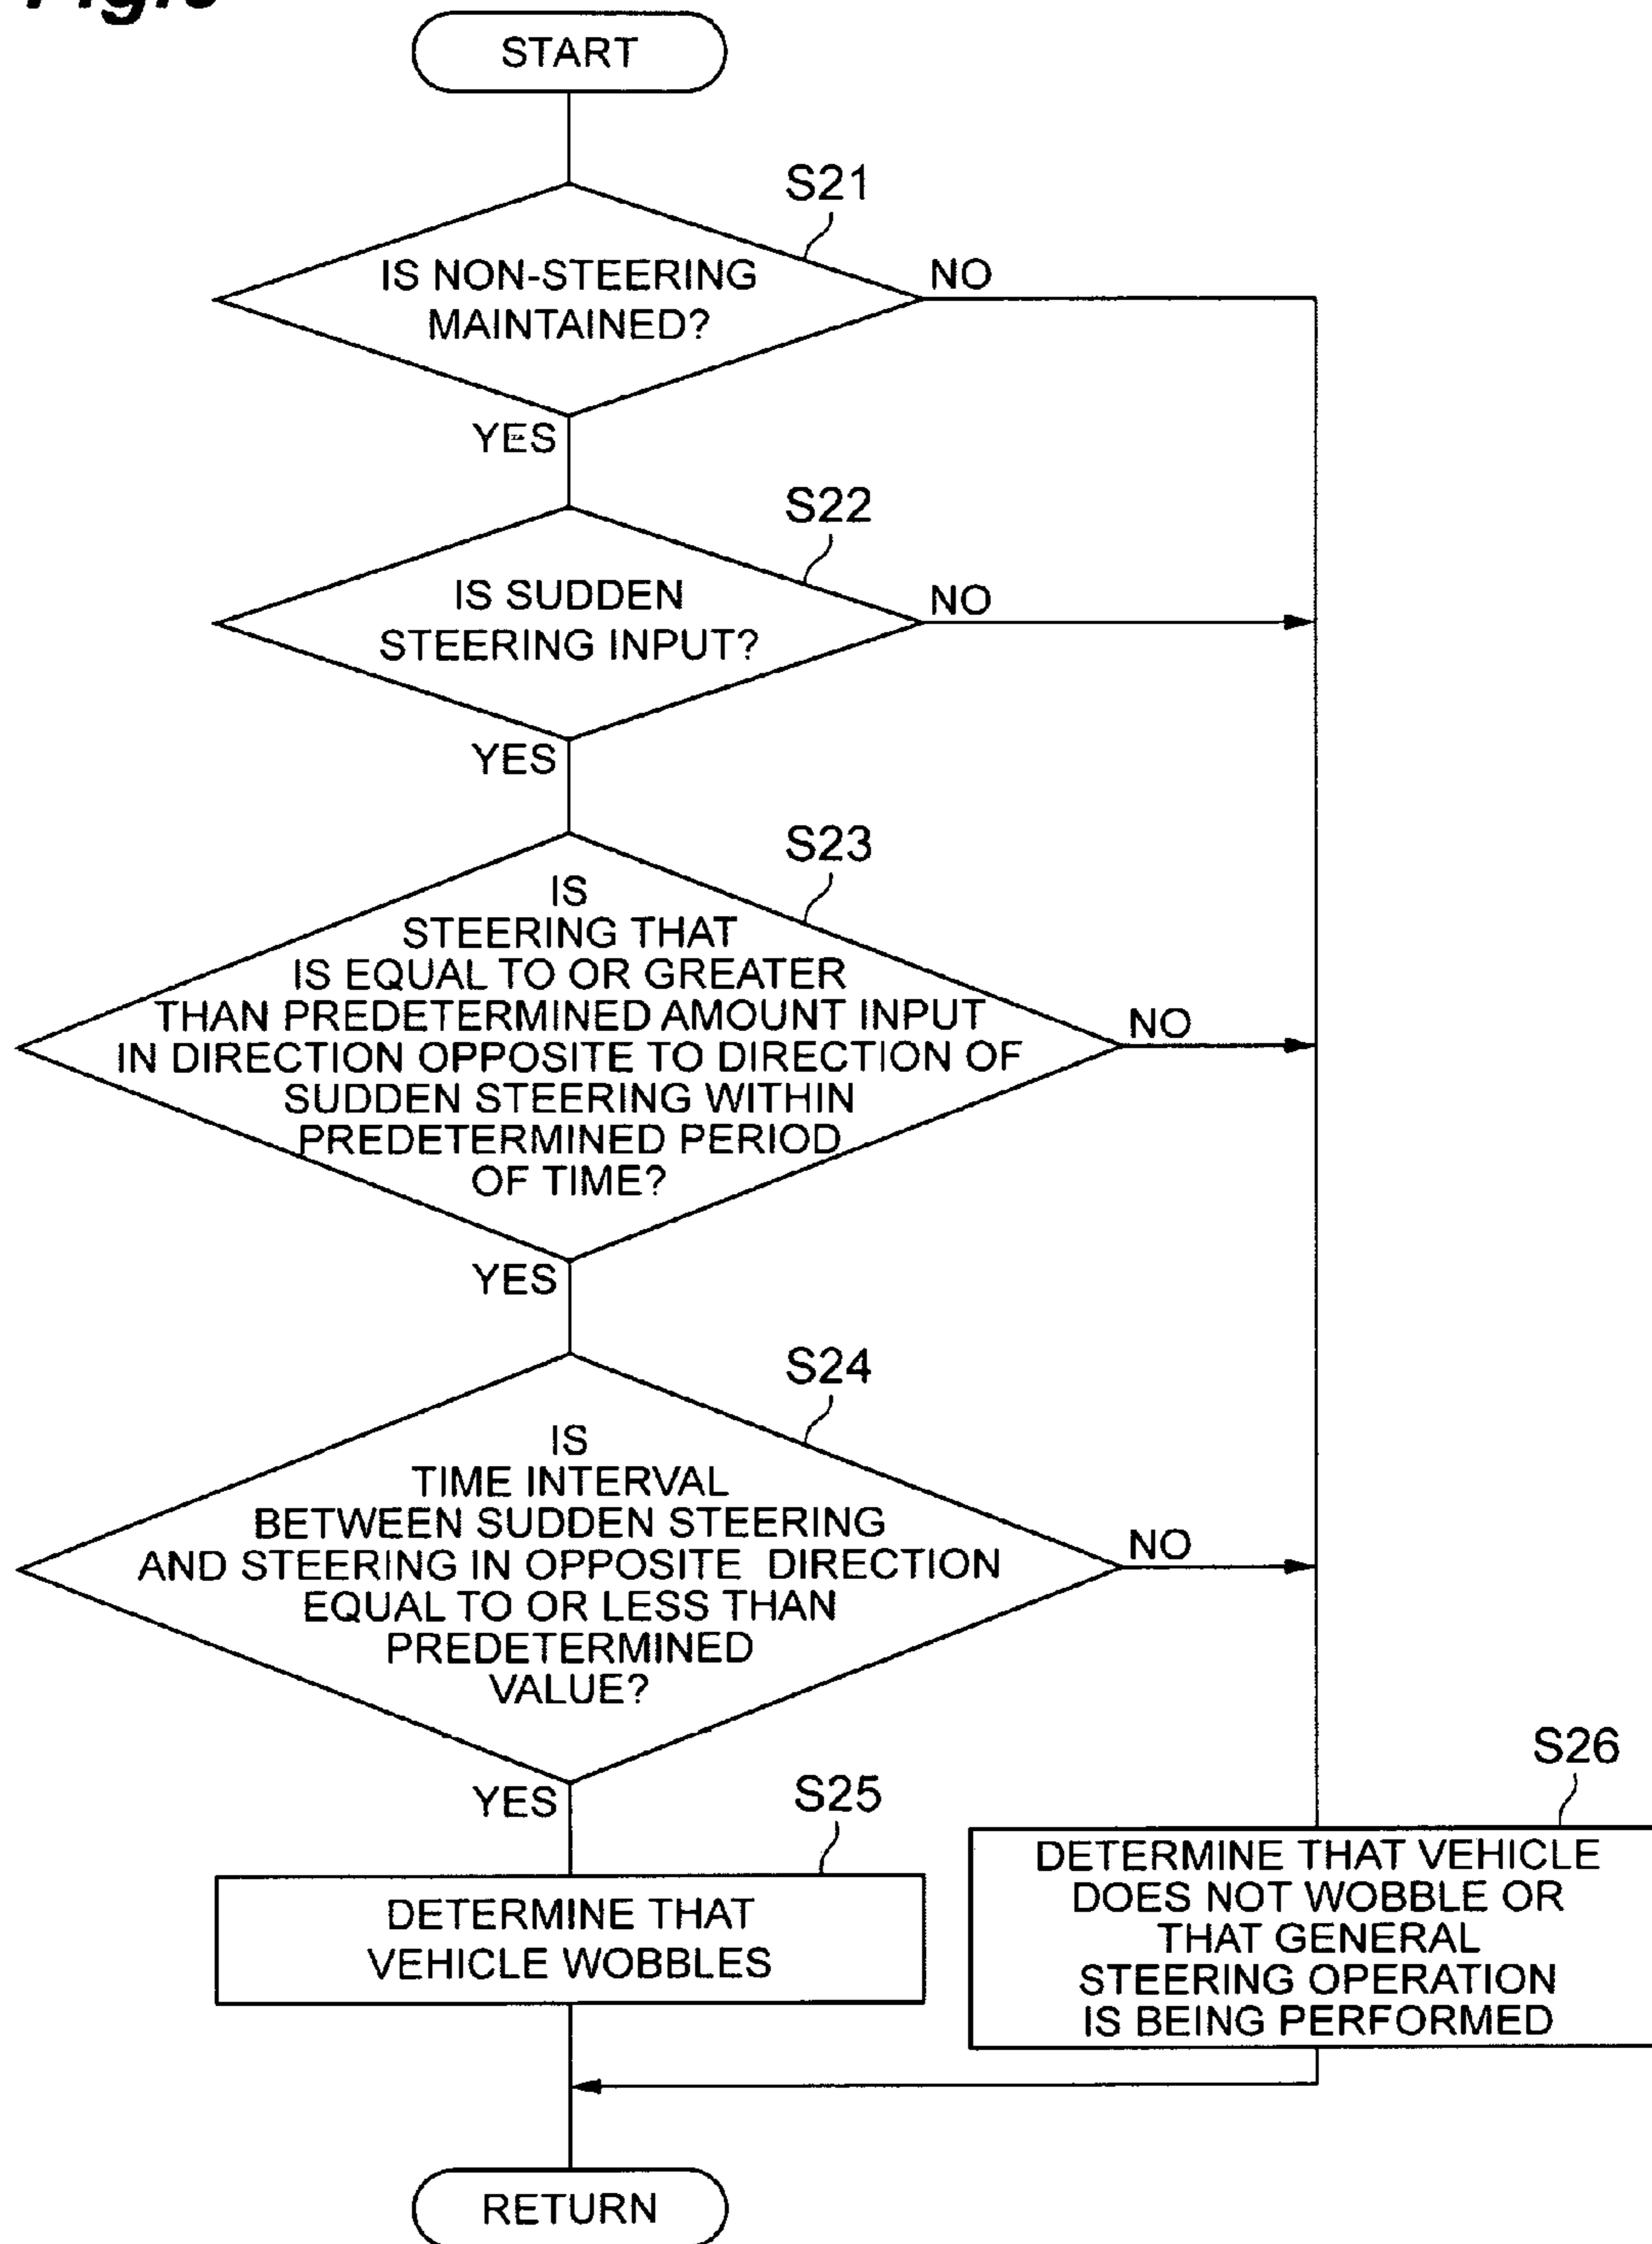 START
S21
IS NON-STEERING
MAINTAINED?
NO
YES
S22
IS SUDDEN
STEERING INPUT?
NO
YES
S23
IS
STEERING THAT
IS EQUAL TO OR GREATER
THAN PREDETERMINED AMOUNT INPUT
IN DIRECTION OPPOSITE TO DIRECTION OF
SUDDEN STEERING WITHIN
PREDETERMINED PERIOD
OF TIME?
NO
YES
S24
IS
TIME INTERVAL
BETWEEN SUDDEN STEERING
AND STEERING IN OPPOSITE DIRECTION
EQUAL TO OR LESS THAN
PREDETERMINED
VALUE?
NO
YES
S25
DETERMINE THAT
VEHICLE WOBBLES
S26
DETERMINE THAT VEHICLE
DOES NOT WOBBLE OR
THAT GENERAL
STEERING OPERATION
IS BEING PERFORMED
RETURN